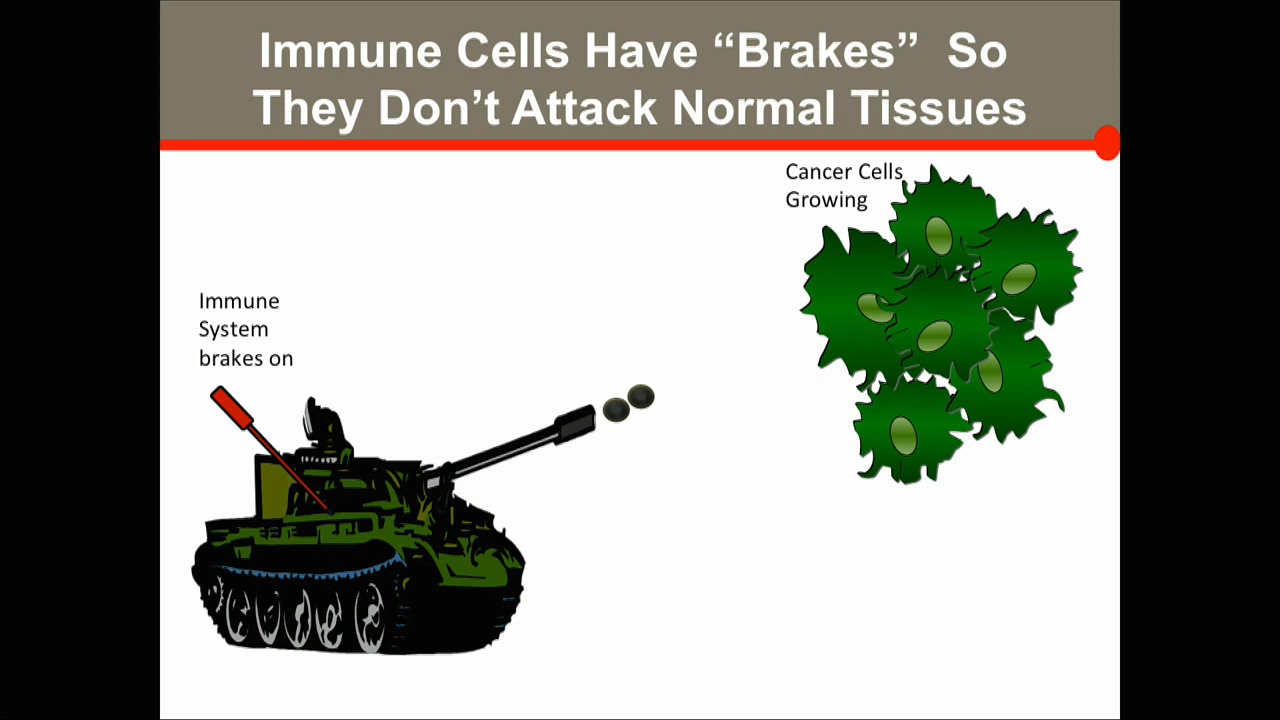 Immune Cells Have “Brakes”  So
They Don’t Attack Normal Tissues
Cancer Cells
Growing
Immune
System
brakes on